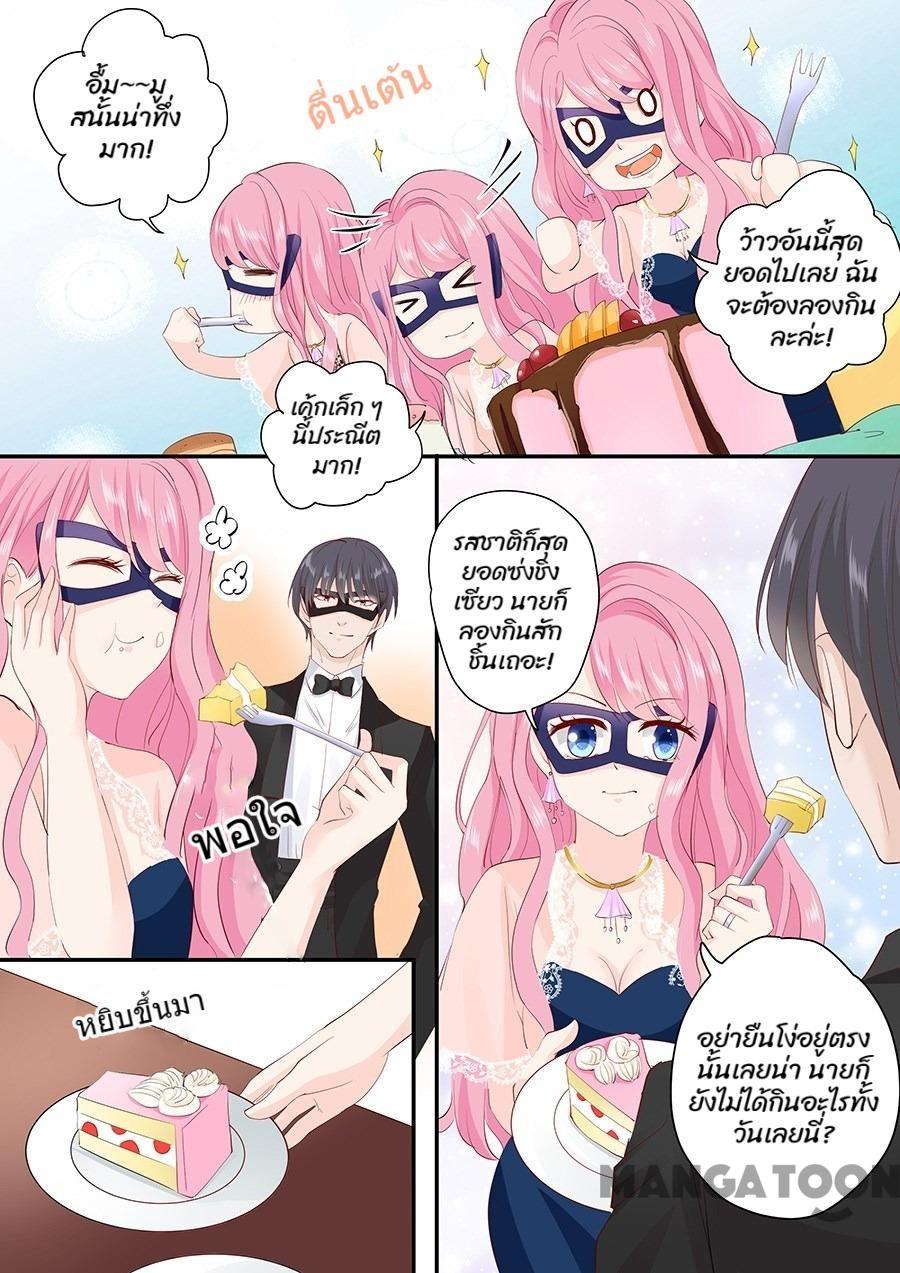 อื้ม~~มู
สนั้นน่าทึ่ง
มาก!
ตื่นเต้น
ว้าวอันนี้สุด
ยอดไปเลย ฉัน
จะต้องลองกิน
ละล่ะ!
เค้กเล็ก ๆ
นี้ประณีต
มาก!
พอใจ
รสชาติก็สุด
ยอดซ่งชิ่ง
เซียว นายก็
ลองกินสัก
ชิ้นเถอะ!
หยิบขึ้นมา
อย่ายืนโง่อยู่ตรง
นั้นเลยน่า นายก็
ยังไม่ได้กินอะไรทั้ง
วันเลยนี่?
MANGATOON